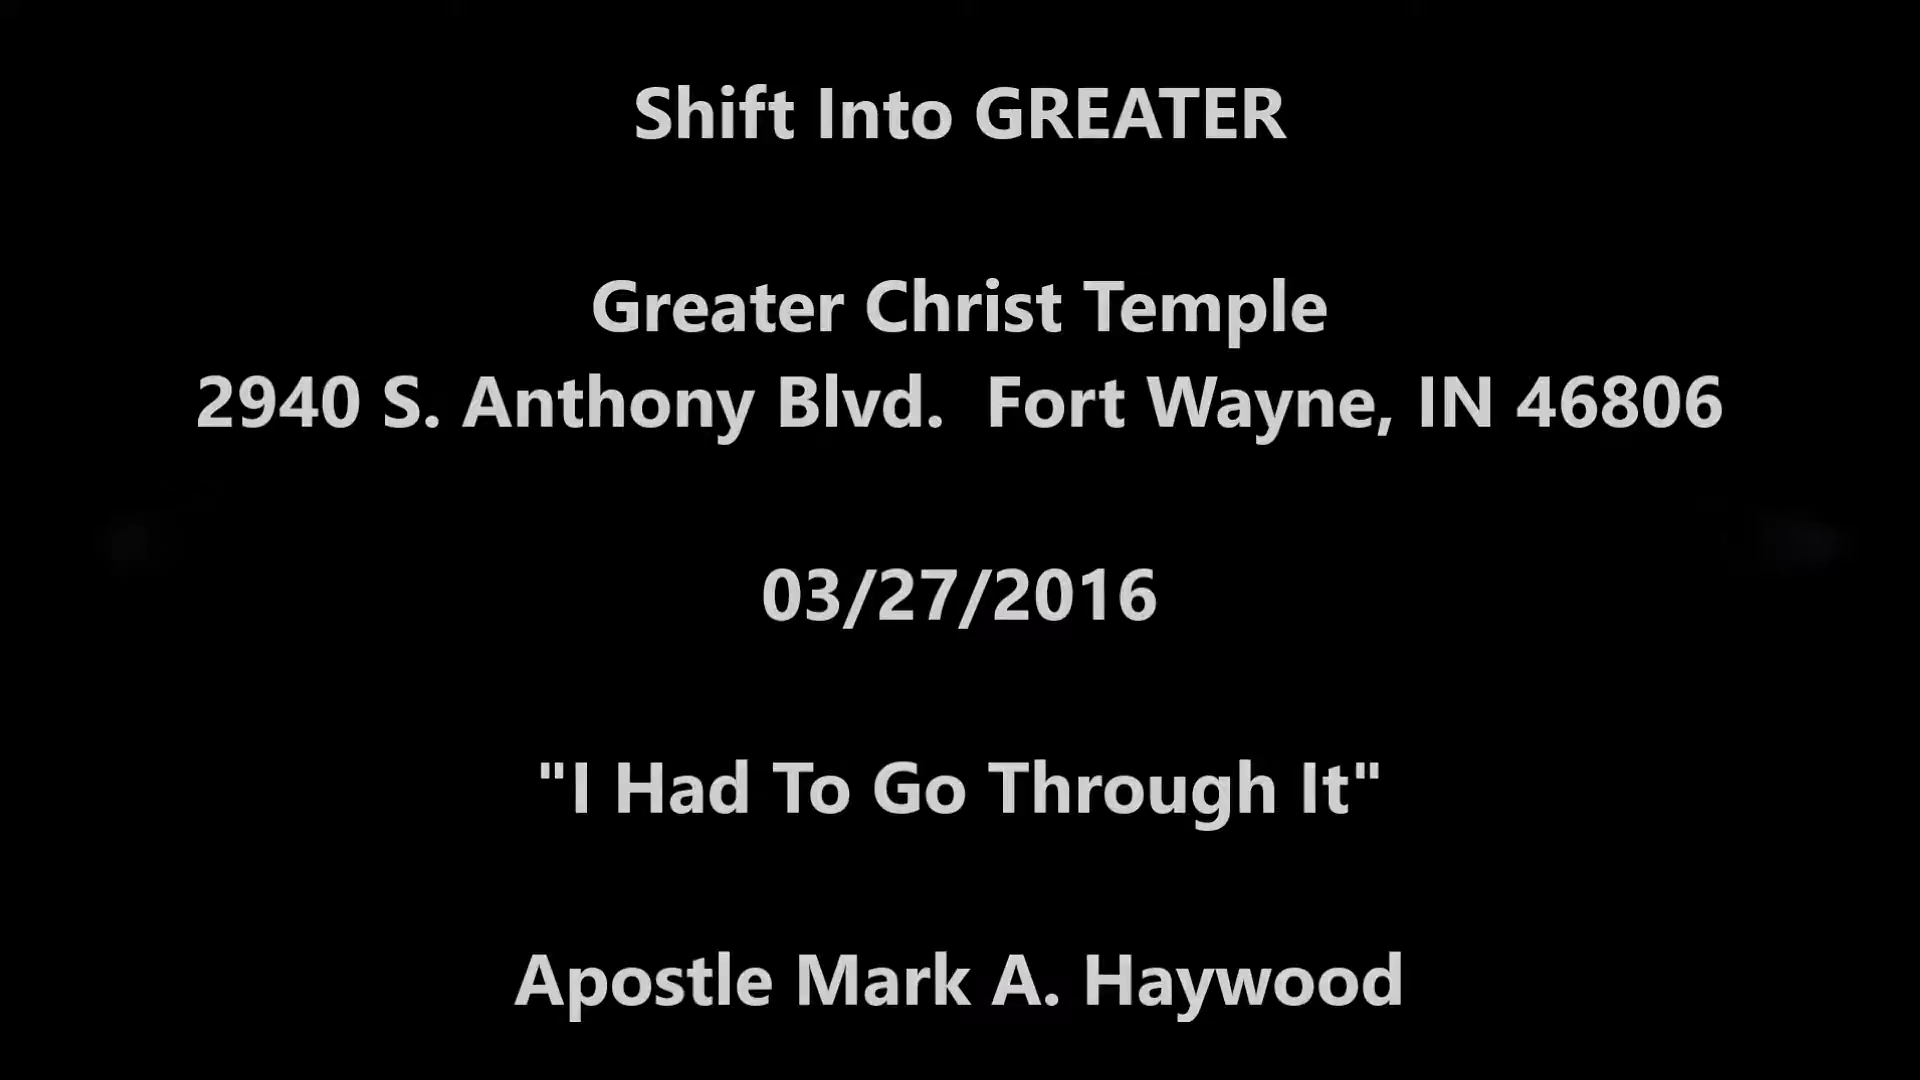 Shift Into GREATER
Greater Christ Temple
2940 S. Anthony Blvd.  Fort Wayne, IN 46806
03/27/2016
"I Had To Go Through It"
Apostle Mark A. Haywood